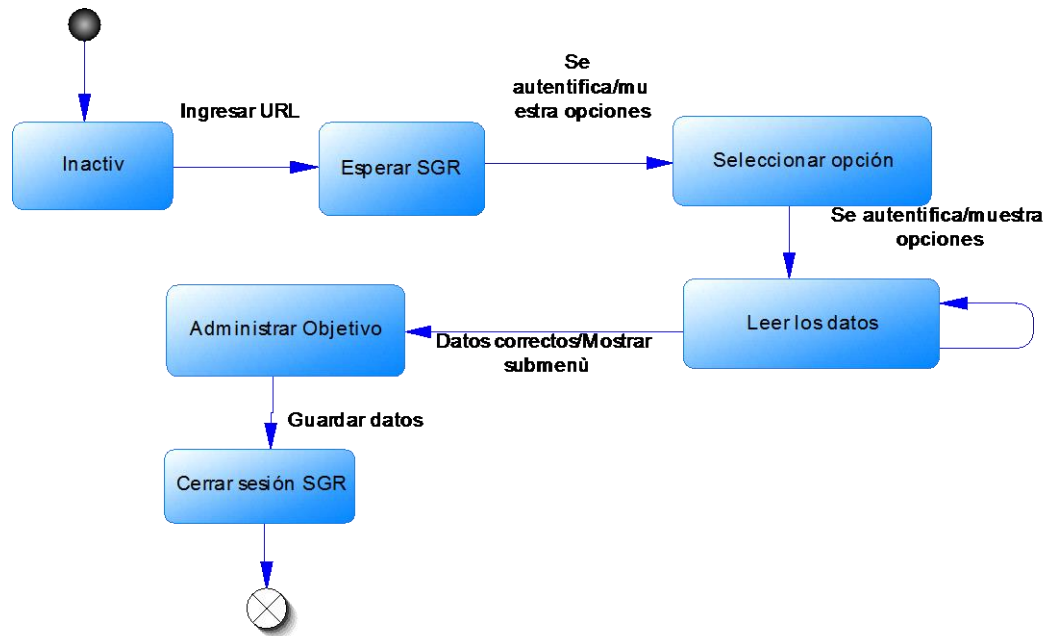 Se
autentifica/mu
estra opciones
Ingresar URL
Inactiv
Esperar SGR
Seleccionar opción
Se autentifica/muestra
opciones
Administrar Objetivo
Leer los datos
Datos correctos/Mostrar
submenù
Guardar datos
Cerrar sesión SGR